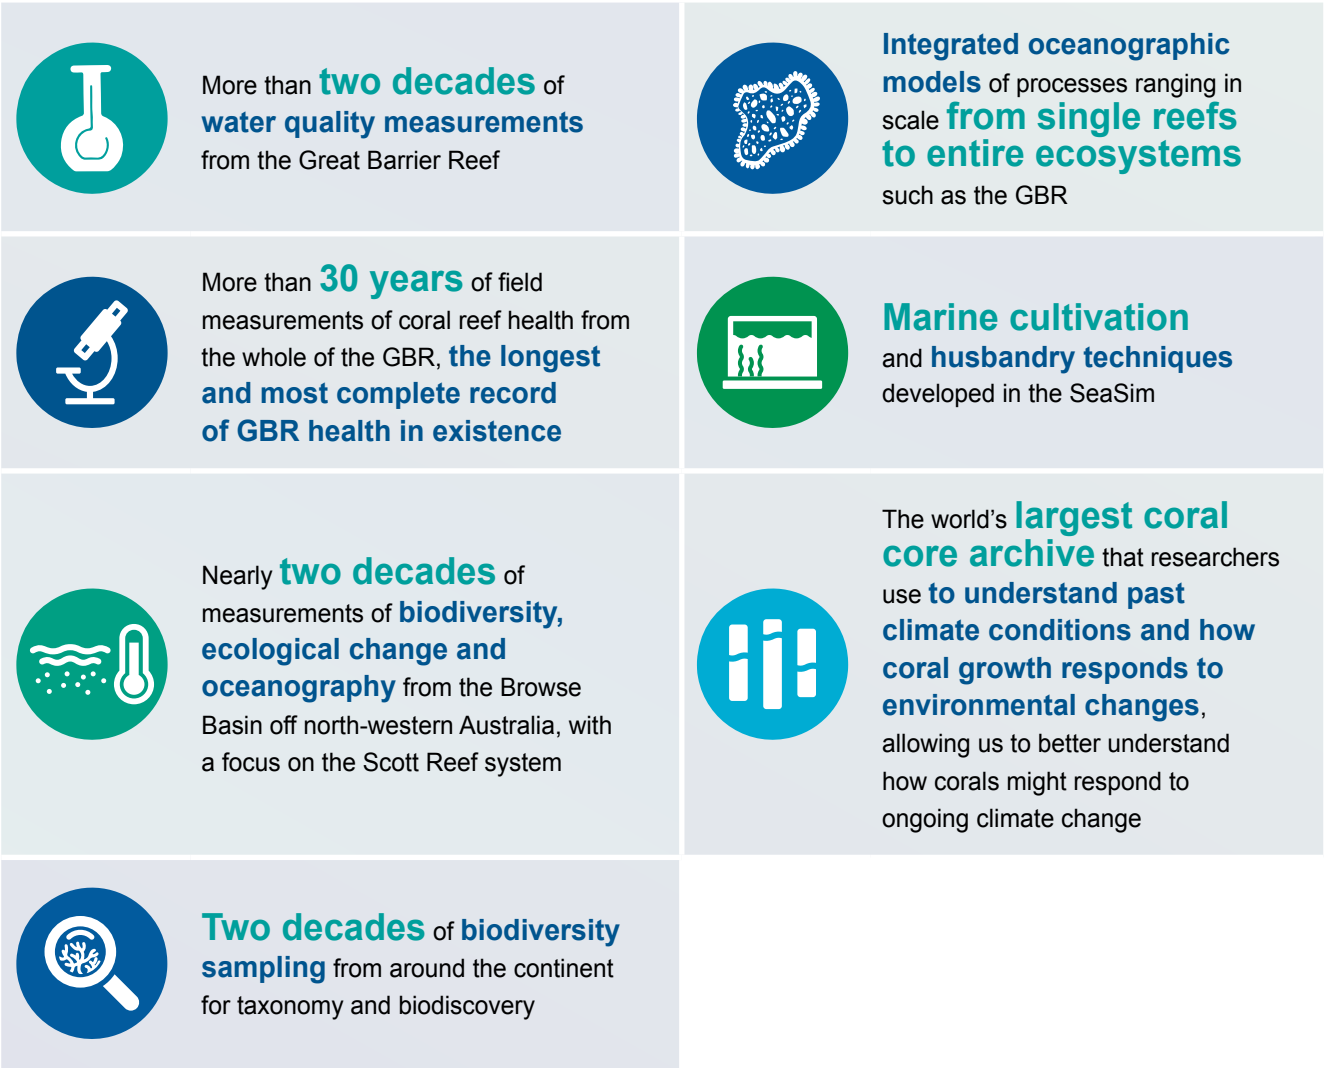 More than two decades of
water quality measurements
from the Great Barrier Reef
Integrated oceanographic
models of processes ranging in
scale from single reefs
to entire ecosystems
such as the GBR
More than 30 years of field
measurements of coral reef health from
the whole of the GBR, the longest
and most complete record
of GBR health in existence
Marine cultivation
and husbandry techniques
developed in the SeaSim
Nearly two decades of
measurements of biodiversity,
ecological change and
oceanography from the Browse
Basin off north-western Australia, with
a focus on the Scott Reef system
The world’s largest coral
core archive that researchers
use to understand past
climate conditions and how
coral growth responds to
environmental changes,
allowing us to better understand
how corals might respond to
ongoing climate change
Two decades of biodiversity
sampling from around the continent
for taxonomy and biodiscovery